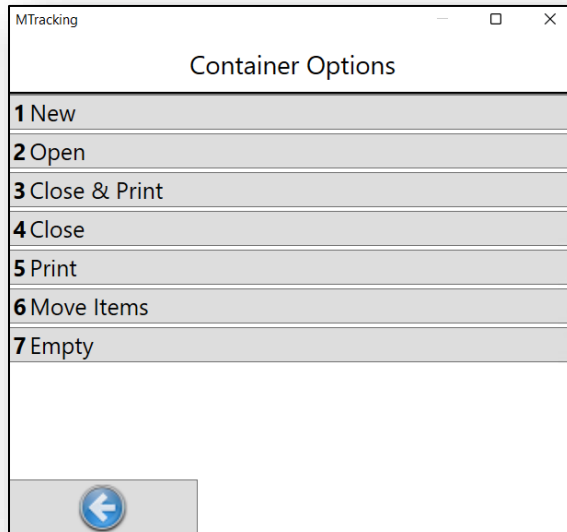 MTracking
Container Options
1 New
2 Open
3 Close & Print
4 Close
5 Print
6 Move Items
7 Empty